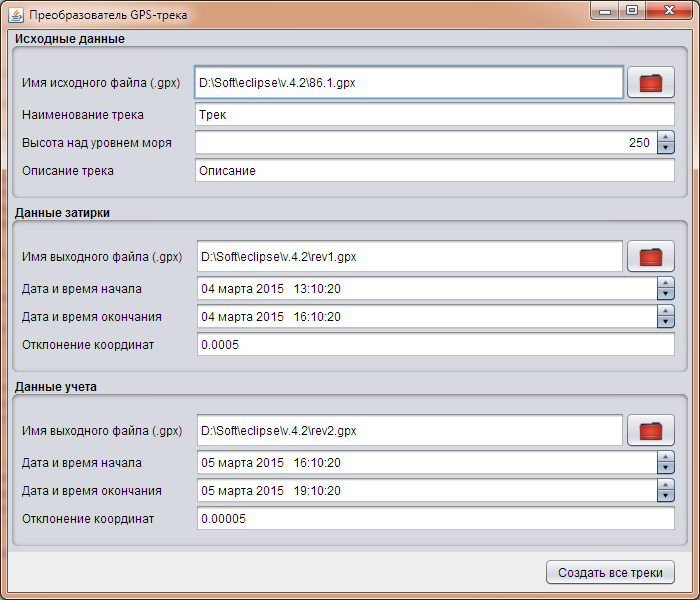 Преобразователь GPS-трека
Исходные данные
Имя исходного файла (.gpx) D:\Soft\eclipse\v.4.2\86.1.gpx
Наименование трека Трек
Высота над уровнем моря 250
Описание трека Описание
Данные затирки
Имя выходного файла (.gpx) D:\Soft\eclipse\v.4.2\rev1.gpx
Дата и время начала 04 марта 2015 13:10:20
Дата и время окончания 04 марта 2015 16:10:20
Отклонение координат 0.0005
Данные учета
Имя выходного файла (.gpx) D:\Soft\eclipse\v.4.2\rev2.gpx
Дата и время начала 05 марта 2015 16:10:20
Дата и время окончания 05 марта 2015 19:10:20
Отклонение координат 0.00005
Создать все треки